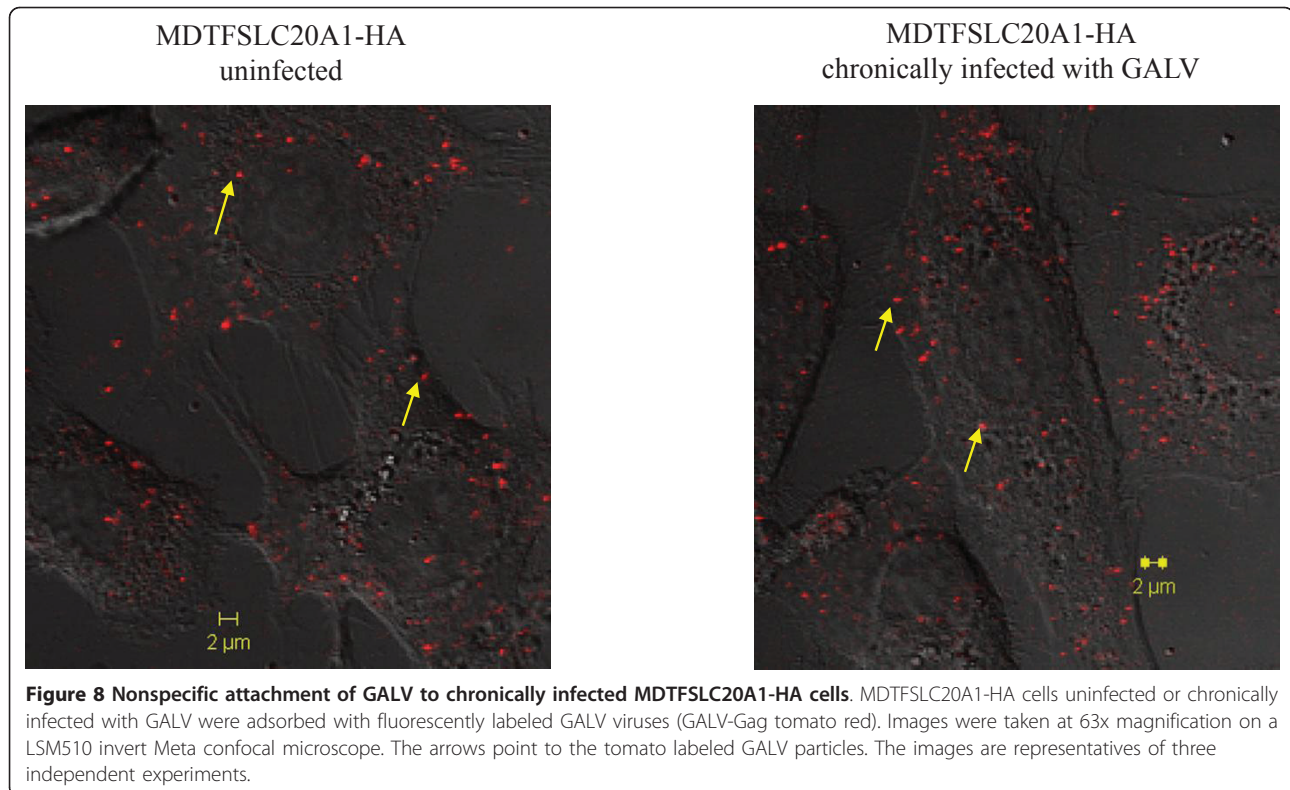 MDTFSLC20A1-HA
uninfected
MDTFSLC20A1-HA
chronically infected with GALV
2 µm
2 µm
Figure 8 Nonspecific attachment of GALV to chronically infected MDTFSLC20A1-HA cells. MDTFSLC20A1-HA cells uninfected or chronically
infected with GALV were adsorbed with fluorescently labeled GALV viruses (GALV-Gag tomato red). Images were taken at 63x magnification on a
LSM510 invert Meta confocal microscope. The arrows point to the tomato labeled GALV particles. The images are representatives of three
independent experiments.